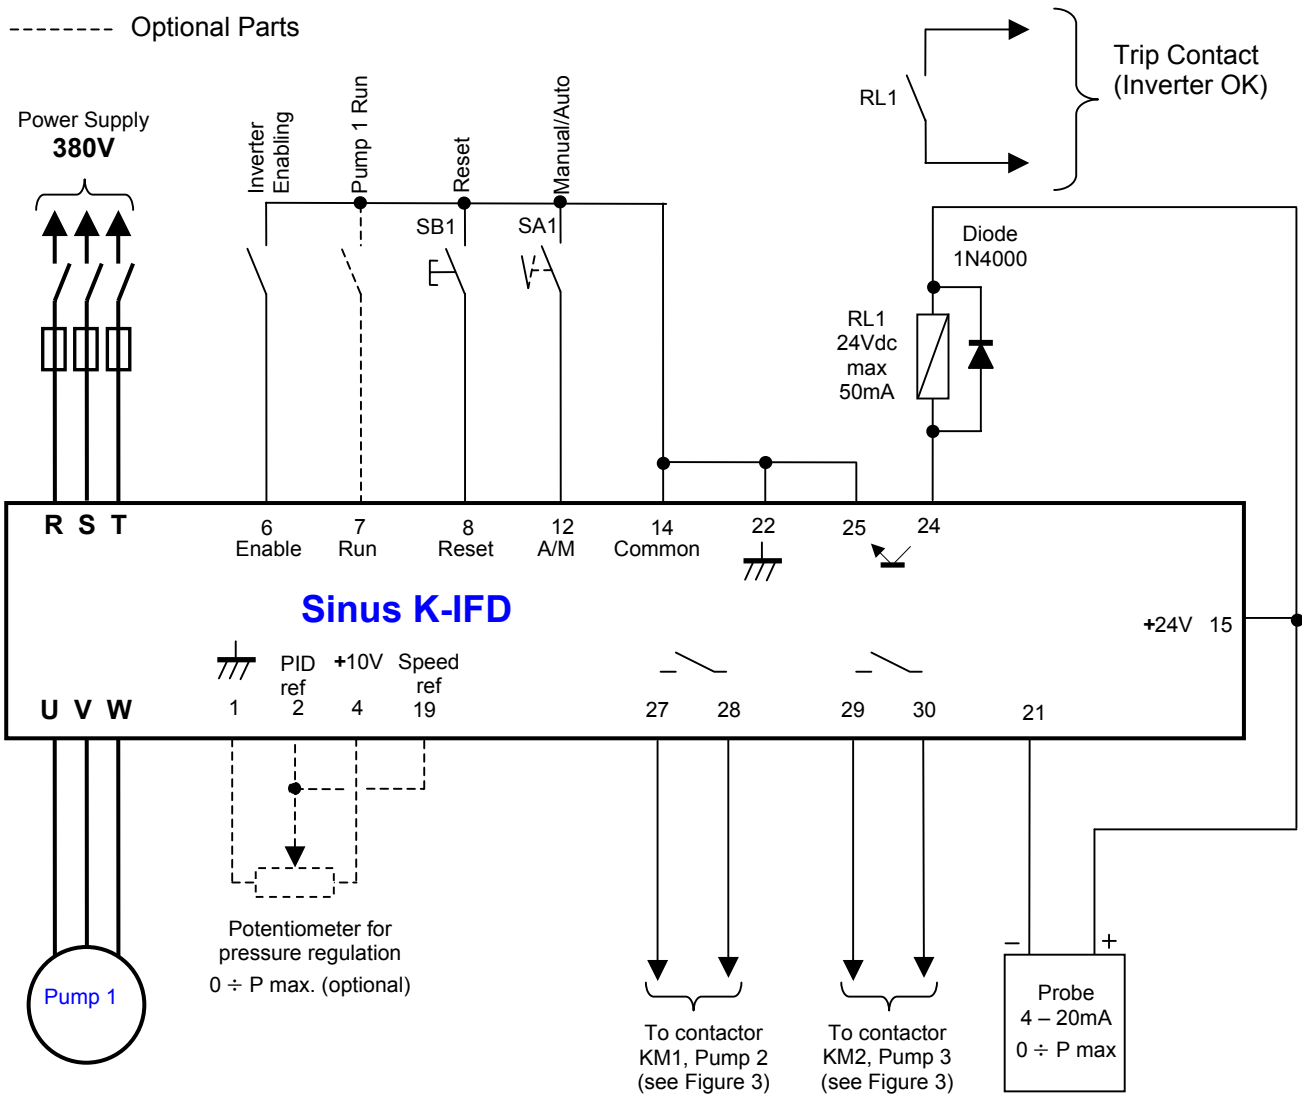 Optional Parts
Trip Contact
(Inverter OK)
RL1
Power Supply
380V
Inverter
Enabling
Pump 1 Run
Reset
Manual/Auto
SB1
SA1
Diode
1N4000
RL1
24Vdc
max
50mA
R S T
6
Enable
7
Run
8
Reset
12
A/M
14
Common
22
25
24
Sinus K-IFD
+24V 15
PID
ref
+10V
Speed
ref
U V W
1
2
4
19
27
28
29
30
21
Potentiometer for
pressure regulation
0 ÷ P max. (optional)
Pump 1
– +
Probe
4 – 20mA
0 ÷ P max
To contactor
KM1, Pump 2
(see Figure 3)
To contactor
KM2, Pump 3
(see Figure 3)